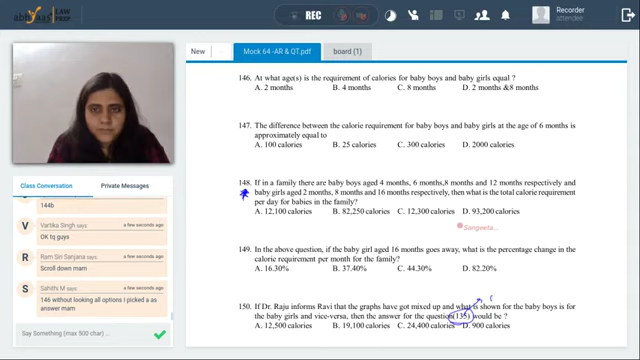 abhyaas LAW PREP
REC
Recorder
attendee
New
Mock 64 -AR & QT.pdf
board (1)
146. At what age(s) is the requirement of calories for baby boys and baby girls equal ?
A. 2 months B. 4 months C. 8 months D. 2 months &8 months
147. The difference between the calorie requirement for baby boys and baby girls at the age of 6 months is
approximately equal to
A. 100 calories B. 25 calories C. 300 calories D. 2000 calories
148. If in a family there are baby boys aged 4 months, 6 months,8 months and 12 months respectively and
baby girls aged 2 months, 8 months and 16 months respectively, then what is the total calorie requirement
per day for babies in the family?
A. 12,100 calories B. 82,250 calories C. 12,300 calories D. 93,200 calories
Sangeeta..
149. In the above question, if the baby girl aged 16 months goes away, what is the percentage change in the
calorie requirement per month for the family?
A. 16.30% B. 37.40% C. 44.30% D. 82.20%
150. If Dr. Raju informs Ravi that the graphs have got mixed up and what is shown for the baby boys is for
the baby girls and vice-versa, then the answer for the question(135) would be ?
A. 12,500 calories B. 19,100 calories C. 24,400 calories D. 900 calories
Class Conversation
Private Messages
144b
V
Vartika Singh
a few seconds ago
OK tq guys
R
Ram Siri Sanjana
a few seconds ago
Scroll down mam
S
Sahithi M
a few seconds ago
146 without looking all options I picked a as answer mam
Say Something (max 500 char)